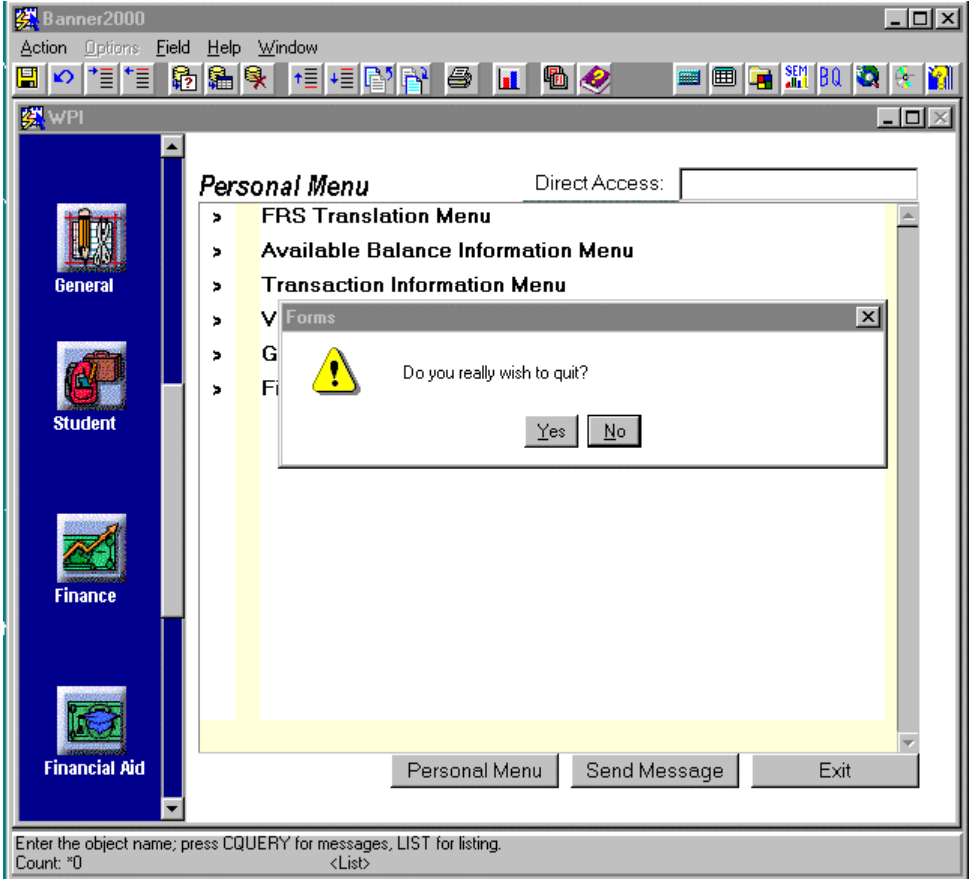 Banner2000
Action Options Field Help Window
SEM BQ
WPI
Personal Menu Direct Access:
> FRS Translation Menu
> Available Balance Information Menu
General
> Transaction Information Menu
> V
Forms
> G
Do you really wish to quit?
> Fi
Yes No
Student
Finance
Financial Aid
Personal Menu Send Message Exit
Enter the object name; press CQUERY for messages, LIST for listing.
Count: *0 <List>